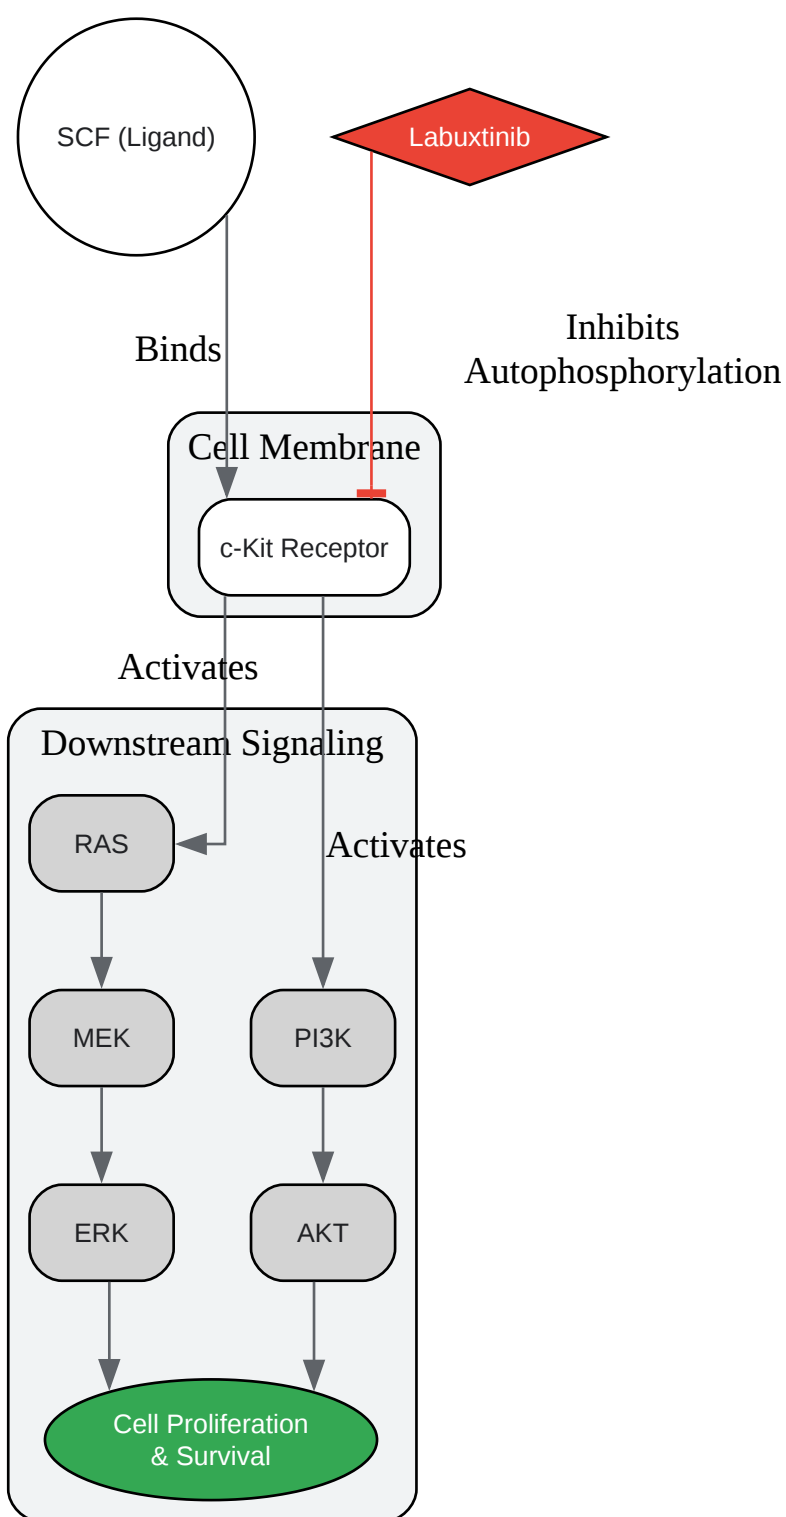 SCF (Ligand)
Labuxtinib
Binds
Inhibits
Autophosphorylation
Cell Membrane
c-Kit Receptor
Activates
Downstream Signaling
RAS
Activates
MEK
PI3K
ERK
AKT
Cell Proliferation
& Survival